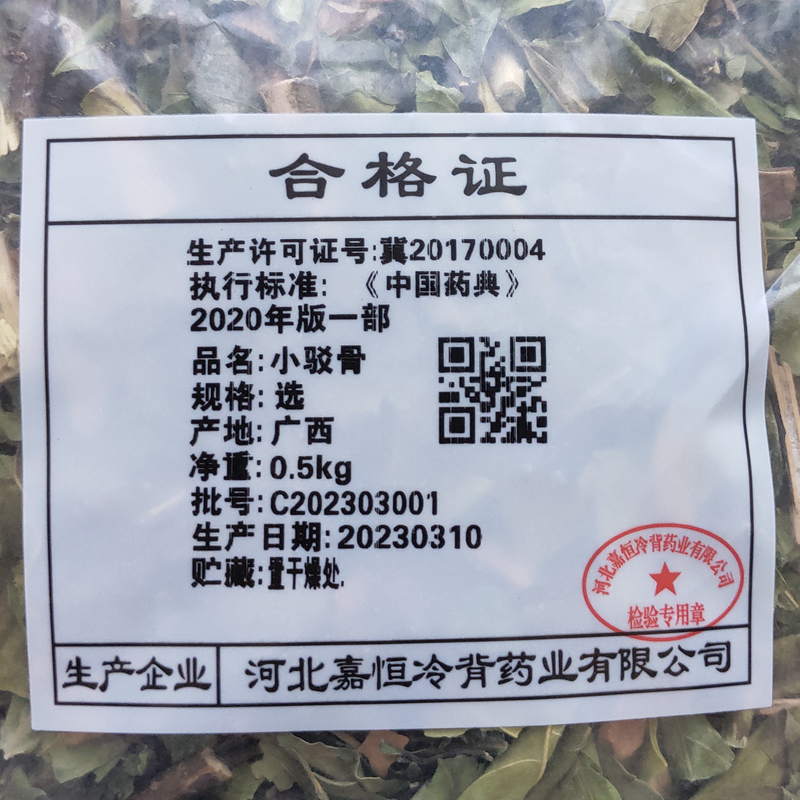 合格证
生产许可证号:冀20170004
执行标准:《中国药典》
2020年版一部
品名:小驳骨
规格:选
产地:广西
净重:0.5kg
批号:C202303001
生产日期:20230310
贮藏:置干燥处.
河北嘉恒冷背药业有限公司
检验专用章
生产企业 河北嘉恒冷背药业有限公司